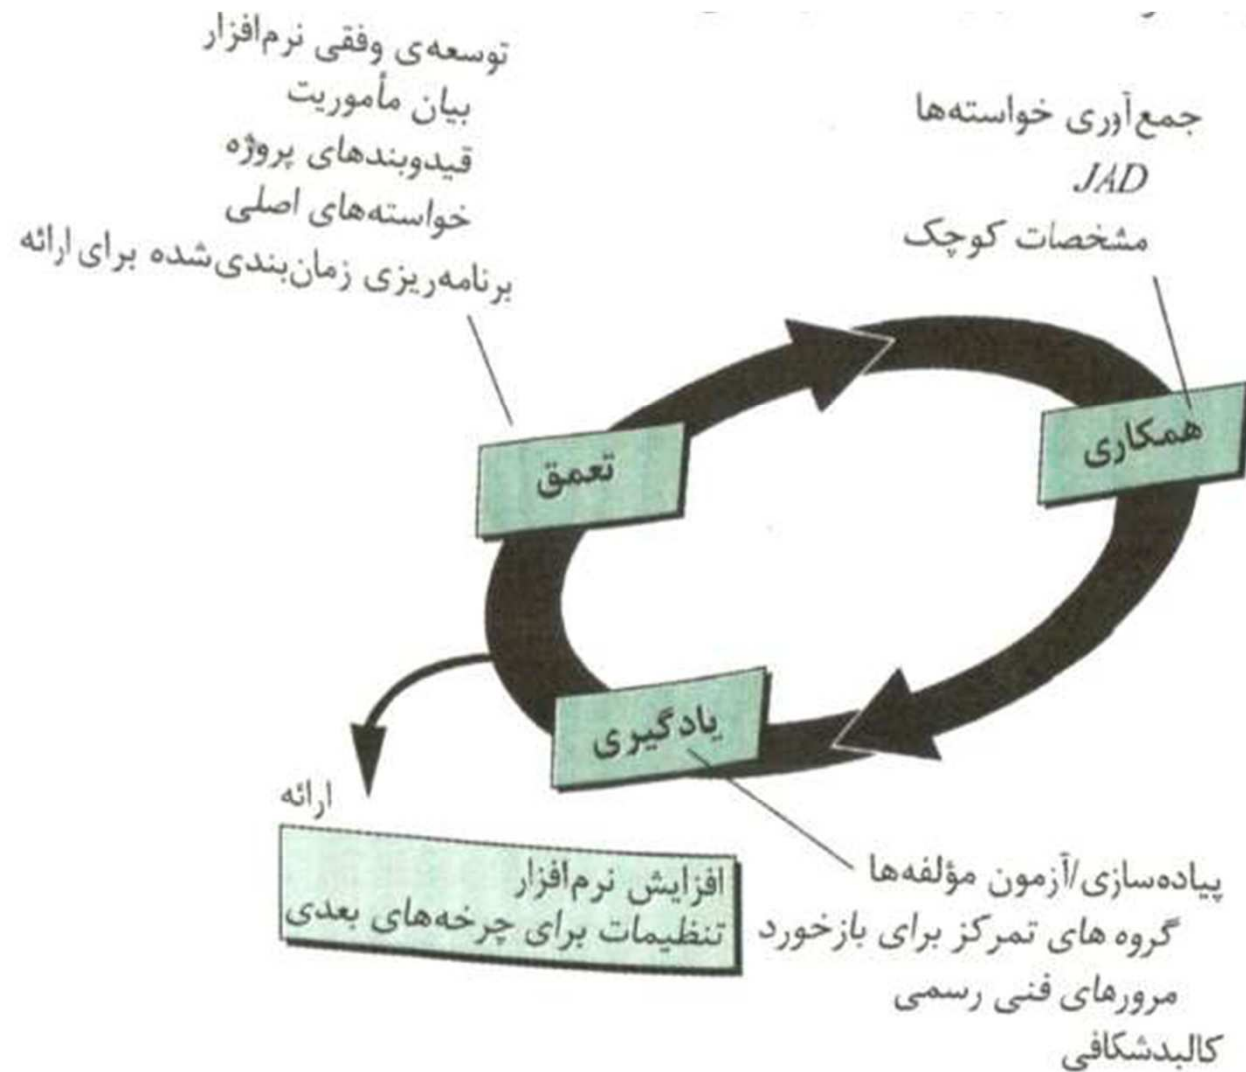 توسعه‌ی وفقی نرم‌افزار
بیان مأموریت
قیدوبندهای پروژه
خواسته‌های اصلی
برنامه‌ریزی زمان‌بندی‌شده برای ارائه
جمع‌آوری خواسته‌ها
JAD
مشخصات کوچک
همکاری
تعمق
یادگیری
ارائه
افزایش نرم‌افزار
تنظیمات برای چرخه‌های بعدی
پیاده‌سازی/آزمون مؤلفه‌ها
گروه های تمرکز برای بازخورد
مرورهای فنی رسمی
کالبدشکافی